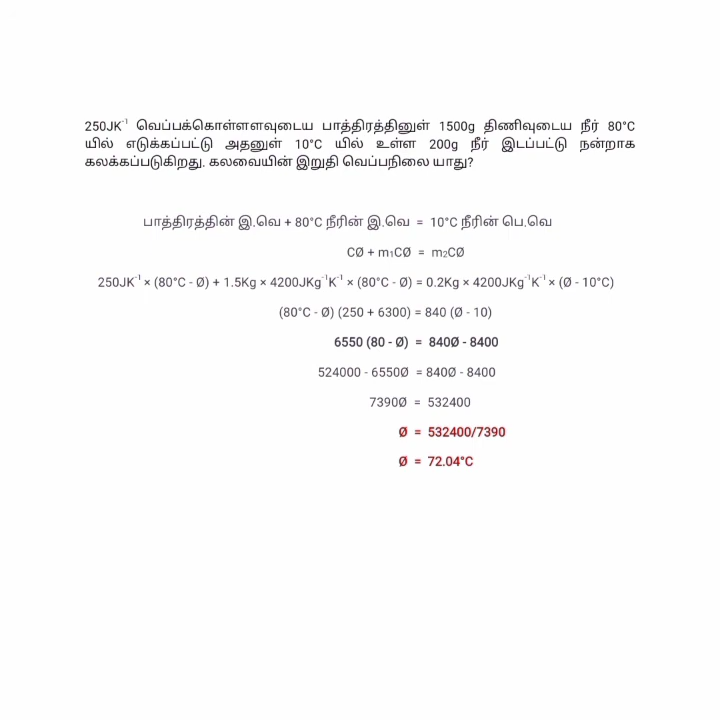 250JK⁻¹ வெப்பக்கொள்ளளவுடைய பாத்திரத்தினுள் 1500g திணிவுடைய நீர் 80°C
யில் எடுக்கப்பட்டு அதனுள் 10°C யில் உள்ள 200g நீர் இடப்பட்டு நன்றாக
கலக்கப்படுகிறது. கலவையின் இறுதி வெப்பநிலை யாது?
பாத்திரத்தின் இ.வெ + 80°C நீரின் இ.வெ = 10°C நீரின் பெ.வெ
CØ + m₁CØ = m₂CØ
250JK⁻¹ × (80°C - Ø) + 1.5Kg × 4200JKg⁻¹K⁻¹ × (80°C - Ø) = 0.2Kg × 4200JKg⁻¹K⁻¹ × (Ø - 10°C)
(80°C - Ø) (250 + 6300) = 840 (Ø - 10)
6550 (80 - Ø) = 840Ø - 8400
524000 - 6550Ø = 840Ø - 8400
7390Ø = 532400
Ø = 532400/7390
Ø = 72.04°C